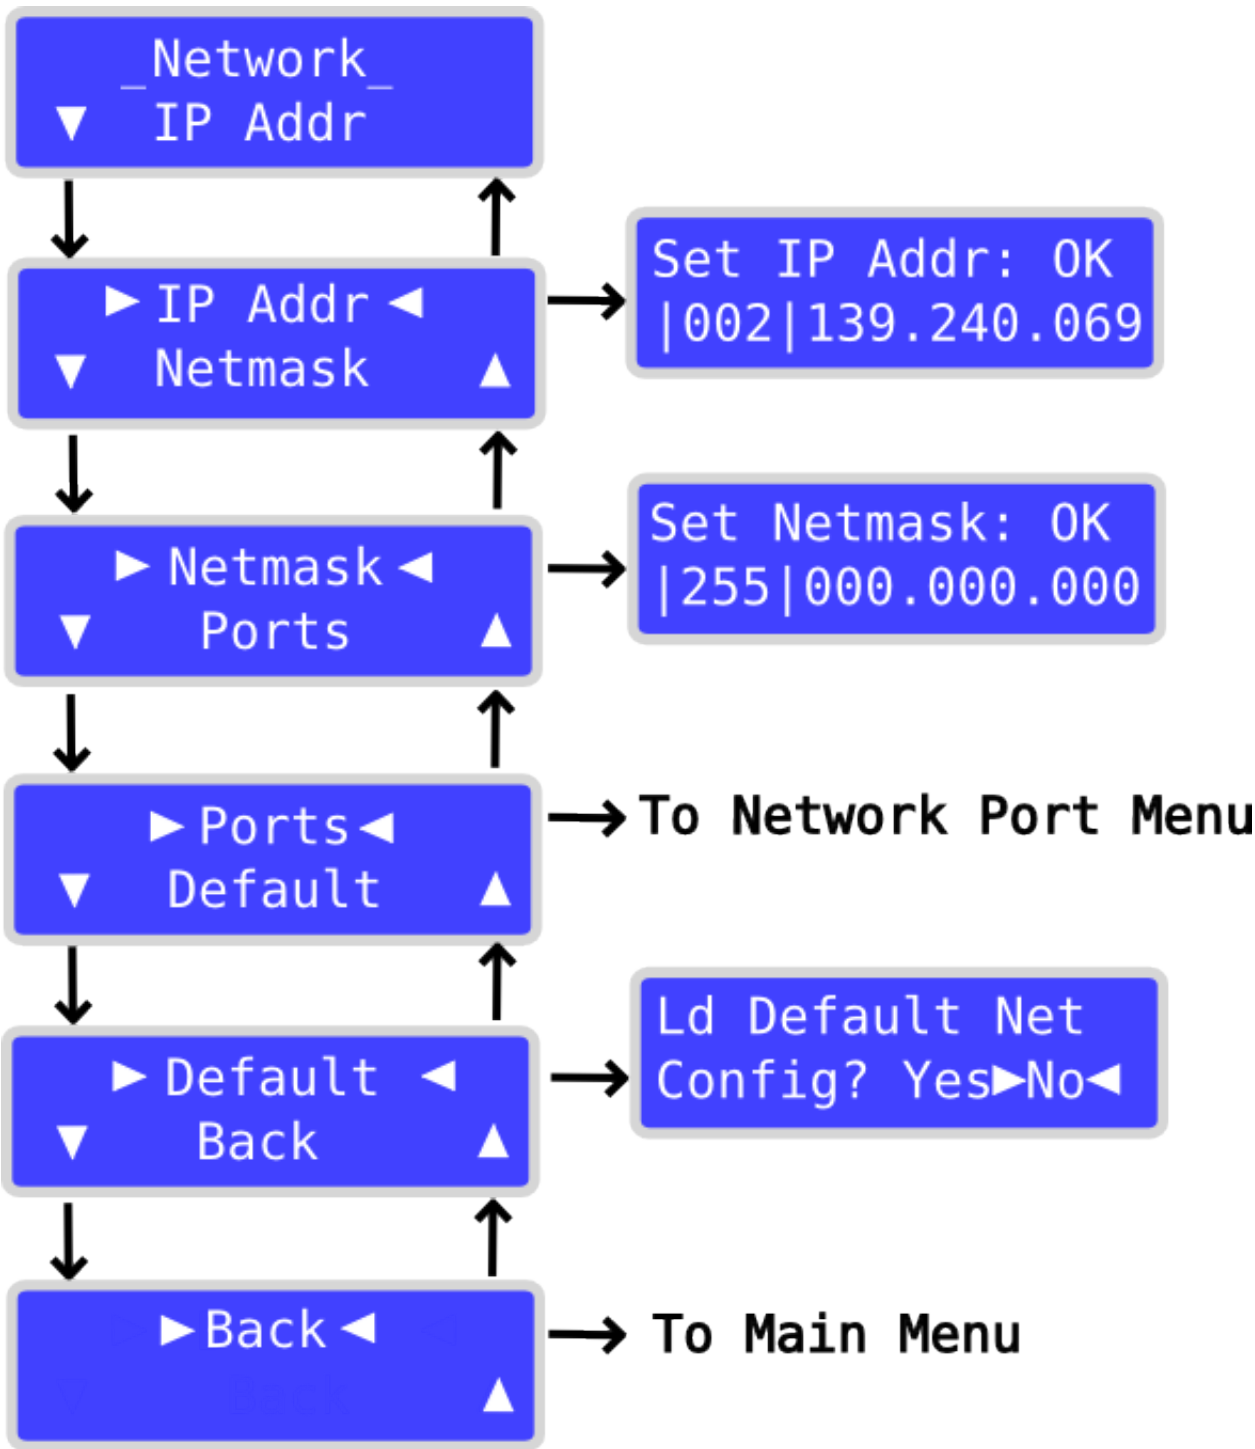 _Network_
▼ IP Addr
►IP Addr◄
▼ Netmask ▲
Set IP Addr: OK
|002|139.240.069
►Netmask◄
▼ Ports ▲
Set Netmask: OK
|255|000.000.000
►Ports◄
▼ Default ▲
To Network Port Menu
►Default ◄
▼ Back ▲
Ld Default Net
Config? Yes►No◄
►Back◄
▲
To Main Menu